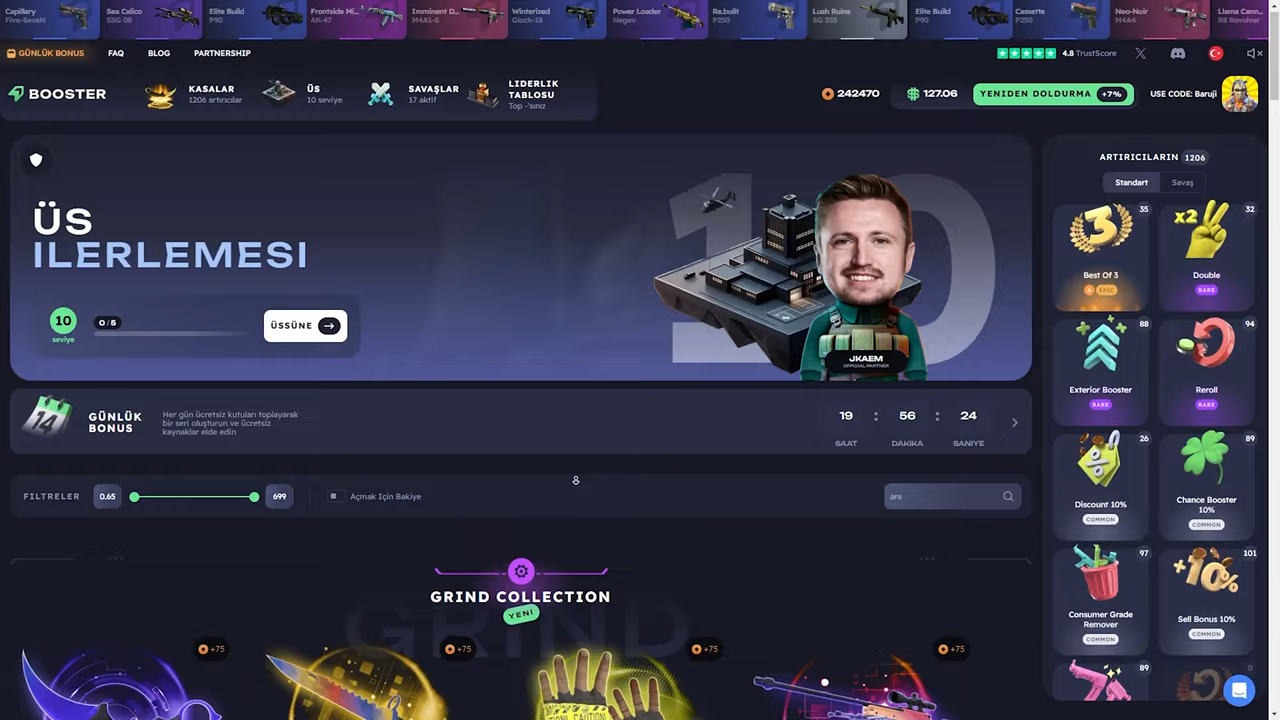 Capillary
Five-SeveN
Sea Calico
SSG 08
Elite Build
P90
Frontside Mi...
AK-47
Imminent D...
M4A1-S
Winterized
Glock-18
Power Loader
Negev
Re.built
P250
Lush Ruins
SG 553
Elite Build
P90
Cassette
P250
Neo-Noir
M4A4
Llama Cann...
R8 Revolver
GÜNLÜK BONUS
FAQ
BLOG
PARTNERSHIP
4.8 TrustScore
BOOSTER
KASALAR
1206 artırıcılar
ÜS
10 seviye
SAVAŞLAR
17 aktif
LIDERLIK
TABLOSU
Top -'sınız
242470
127.06
YENIDEN DOLDURMA +7%
USE CODE: Baruji
ÜS
ILERLEMESI
10
seviye
0/5
ÜSSÜNE
10
JKAEM
OFFICIAL PARTNER
14
GÜNLÜK
BONUS
Her gün ücretsiz kutuları toplayarak
bir seri oluşturun ve ücretsiz
kaynaklar elde edin
19 : 56 : 24
SAAT DAKIKA SANIYE
FILTRELER
0.65
699
Açmak Için Bakiye
ara
GRIND COLLECTION
YENI
+75
+75
+75
+75
CAUTION
ARTIRICILARIN 1206
Standart
Savaş
3
35
Best Of 3
EPIC
x2
32
Double
RARE
88
Exterior Booster
RARE
94
Reroll
RARE
%
26
Discount 10%
COMMON
89
Chance Booster
10%
COMMON
97
Consumer Grade
Remover
COMMON
+10%
101
Sell Bonus 10%
COMMON
89
0